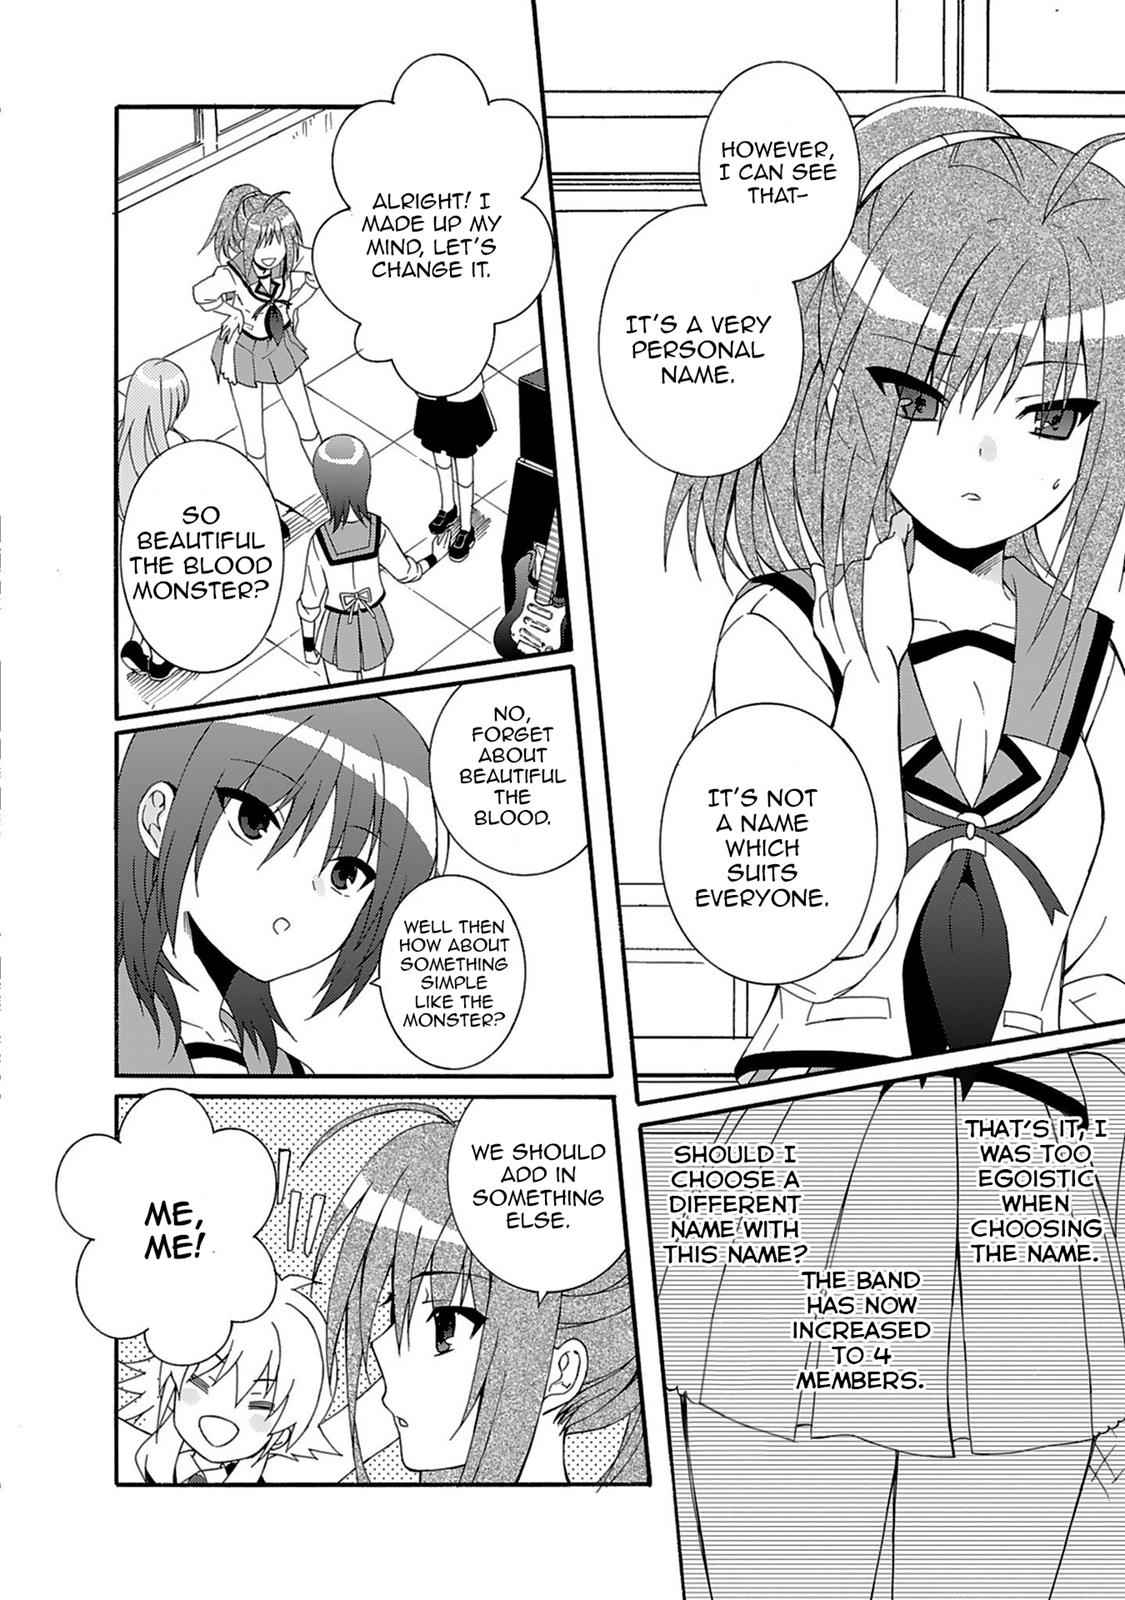 HOWEVER,
I CAN SEE
THAT-
IT'S A VERY
PERSONAL
NAME.
IT'S NOT
A NAME
WHICH
SUITS
EVERYONE.
THAT'S IT, I
WAS TOO
EGOISTIC
WHEN
CHOOSING
THE NAME.
THE BAND
HAS NOW
INCREASED
TO 4
MEMBERS.
SHOULD I
CHOOSE A
DIFFERENT
NAME WITH
THIS NAME?
ALRIGHT! I
MADE UP MY
MIND, LET'S
CHANGE IT.
SO
BEAUTIFUL
THE BLOOD
MONSTER?
NO,
FORGET
ABOUT
BEAUTIFUL
THE
BLOOD.
WELL THEN
HOW ABOUT
SOMETHING
SIMPLE
LIKE THE
MONSTER?
WE SHOULD
ADD IN
SOMETHING
ELSE.
ME,
ME!